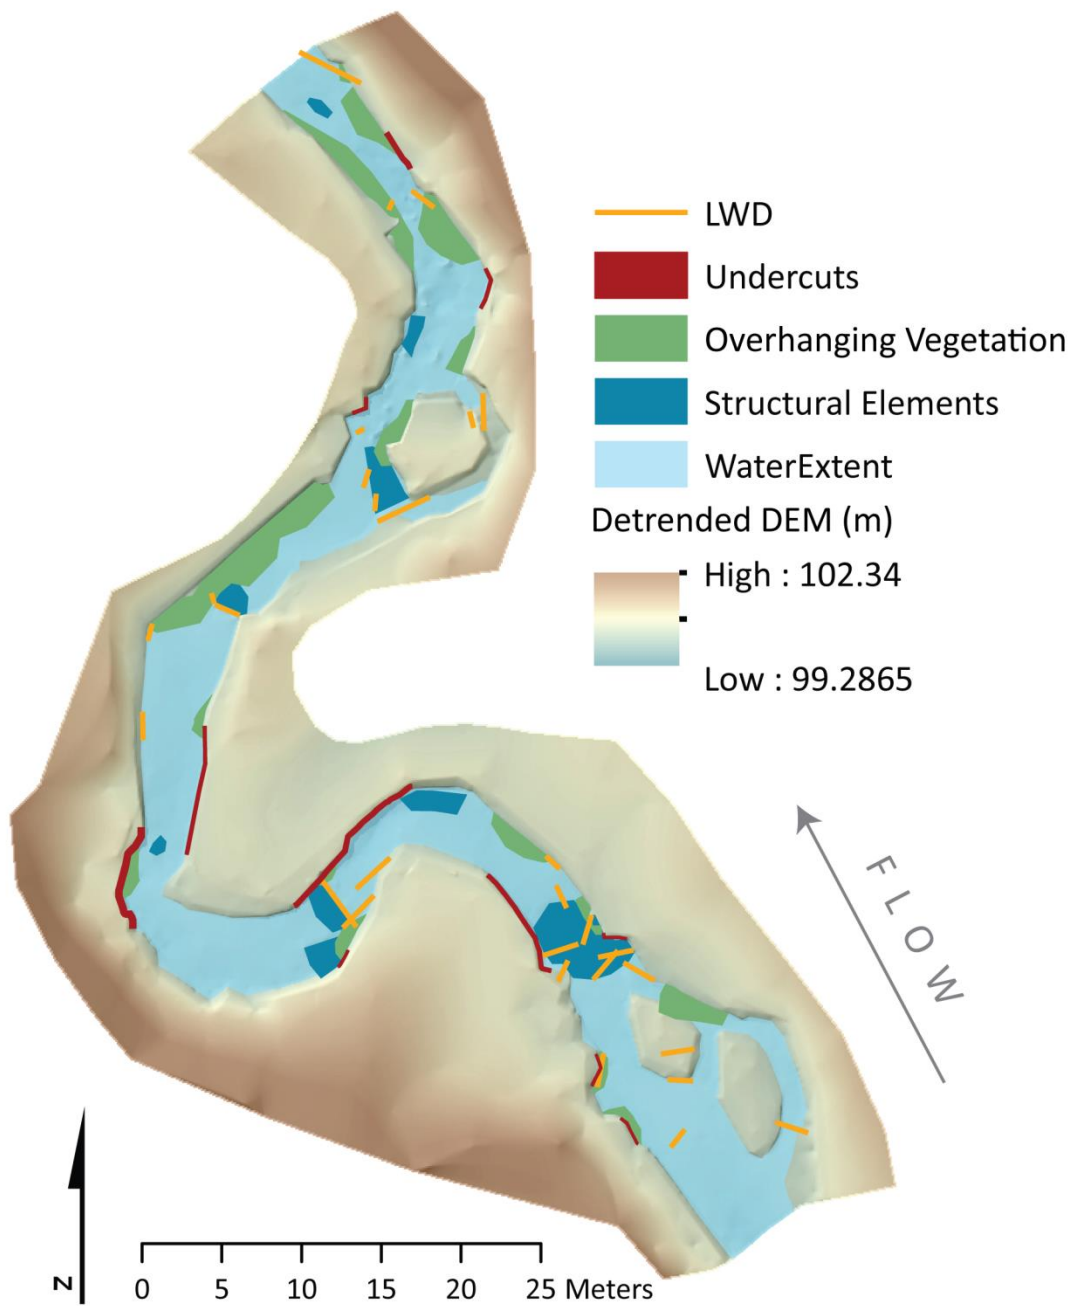 LWD
Undercuts
Overhanging Vegetation
Structural Elements
WaterExtent
Detrended DEM (m)
High : 102.34
Low : 99.2865
FLOW
N
0 5 10 15 20 25 Meters